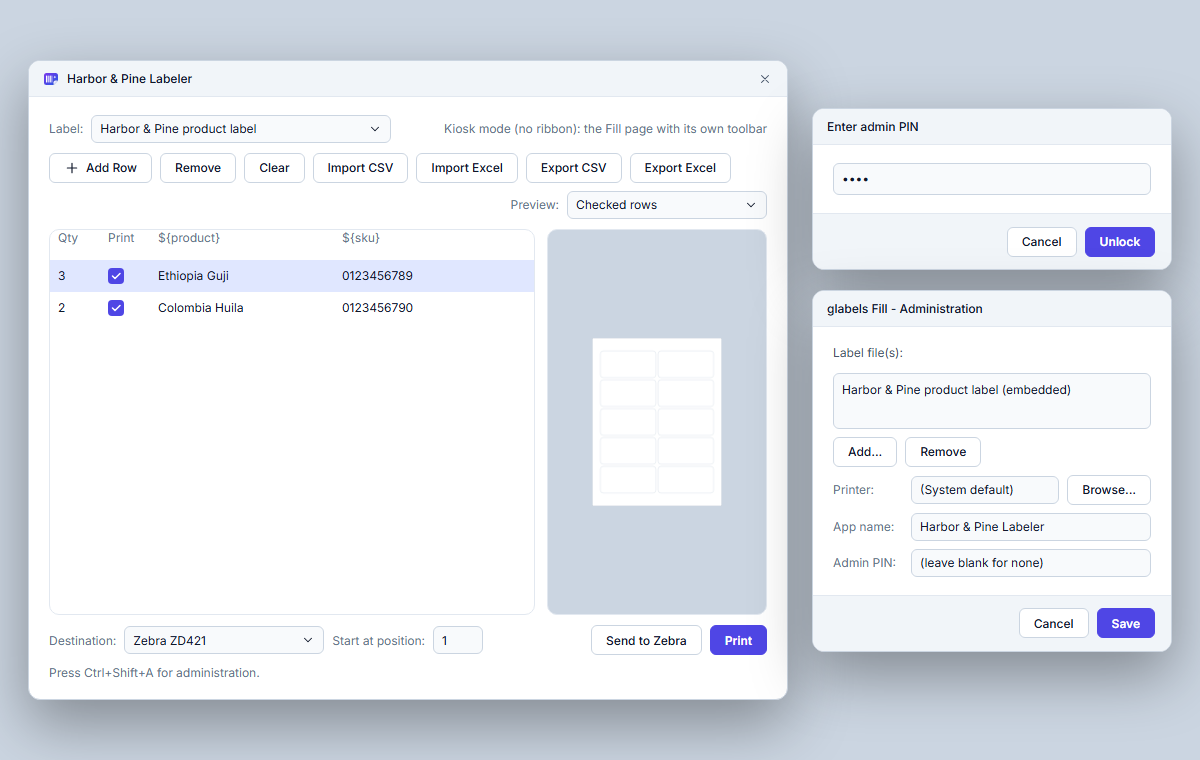 Harbor & Pine Labeler
Label: Harbor & Pine product label
Kiosk mode (no ribbon): the Fill page with its own toolbar
Add Row Remove Clear Import CSV Import Excel Export CSV Export Excel
Preview: Checked rows
Qty Print ${product} ${sku}
3 Ethiopia Guji 0123456789
2 Colombia Huila 0123456790
Destination: Zebra ZD421 Start at position: 1 Send to Zebra Print
Press Ctrl+Shift+A for administration.
Enter admin PIN
••••
Cancel Unlock
glabels Fill - Administration
Label file(s):
Harbor & Pine product label (embedded)
Add... Remove
Printer: (System default) Browse...
App name: Harbor & Pine Labeler
Admin PIN: (leave blank for none)
Cancel Save